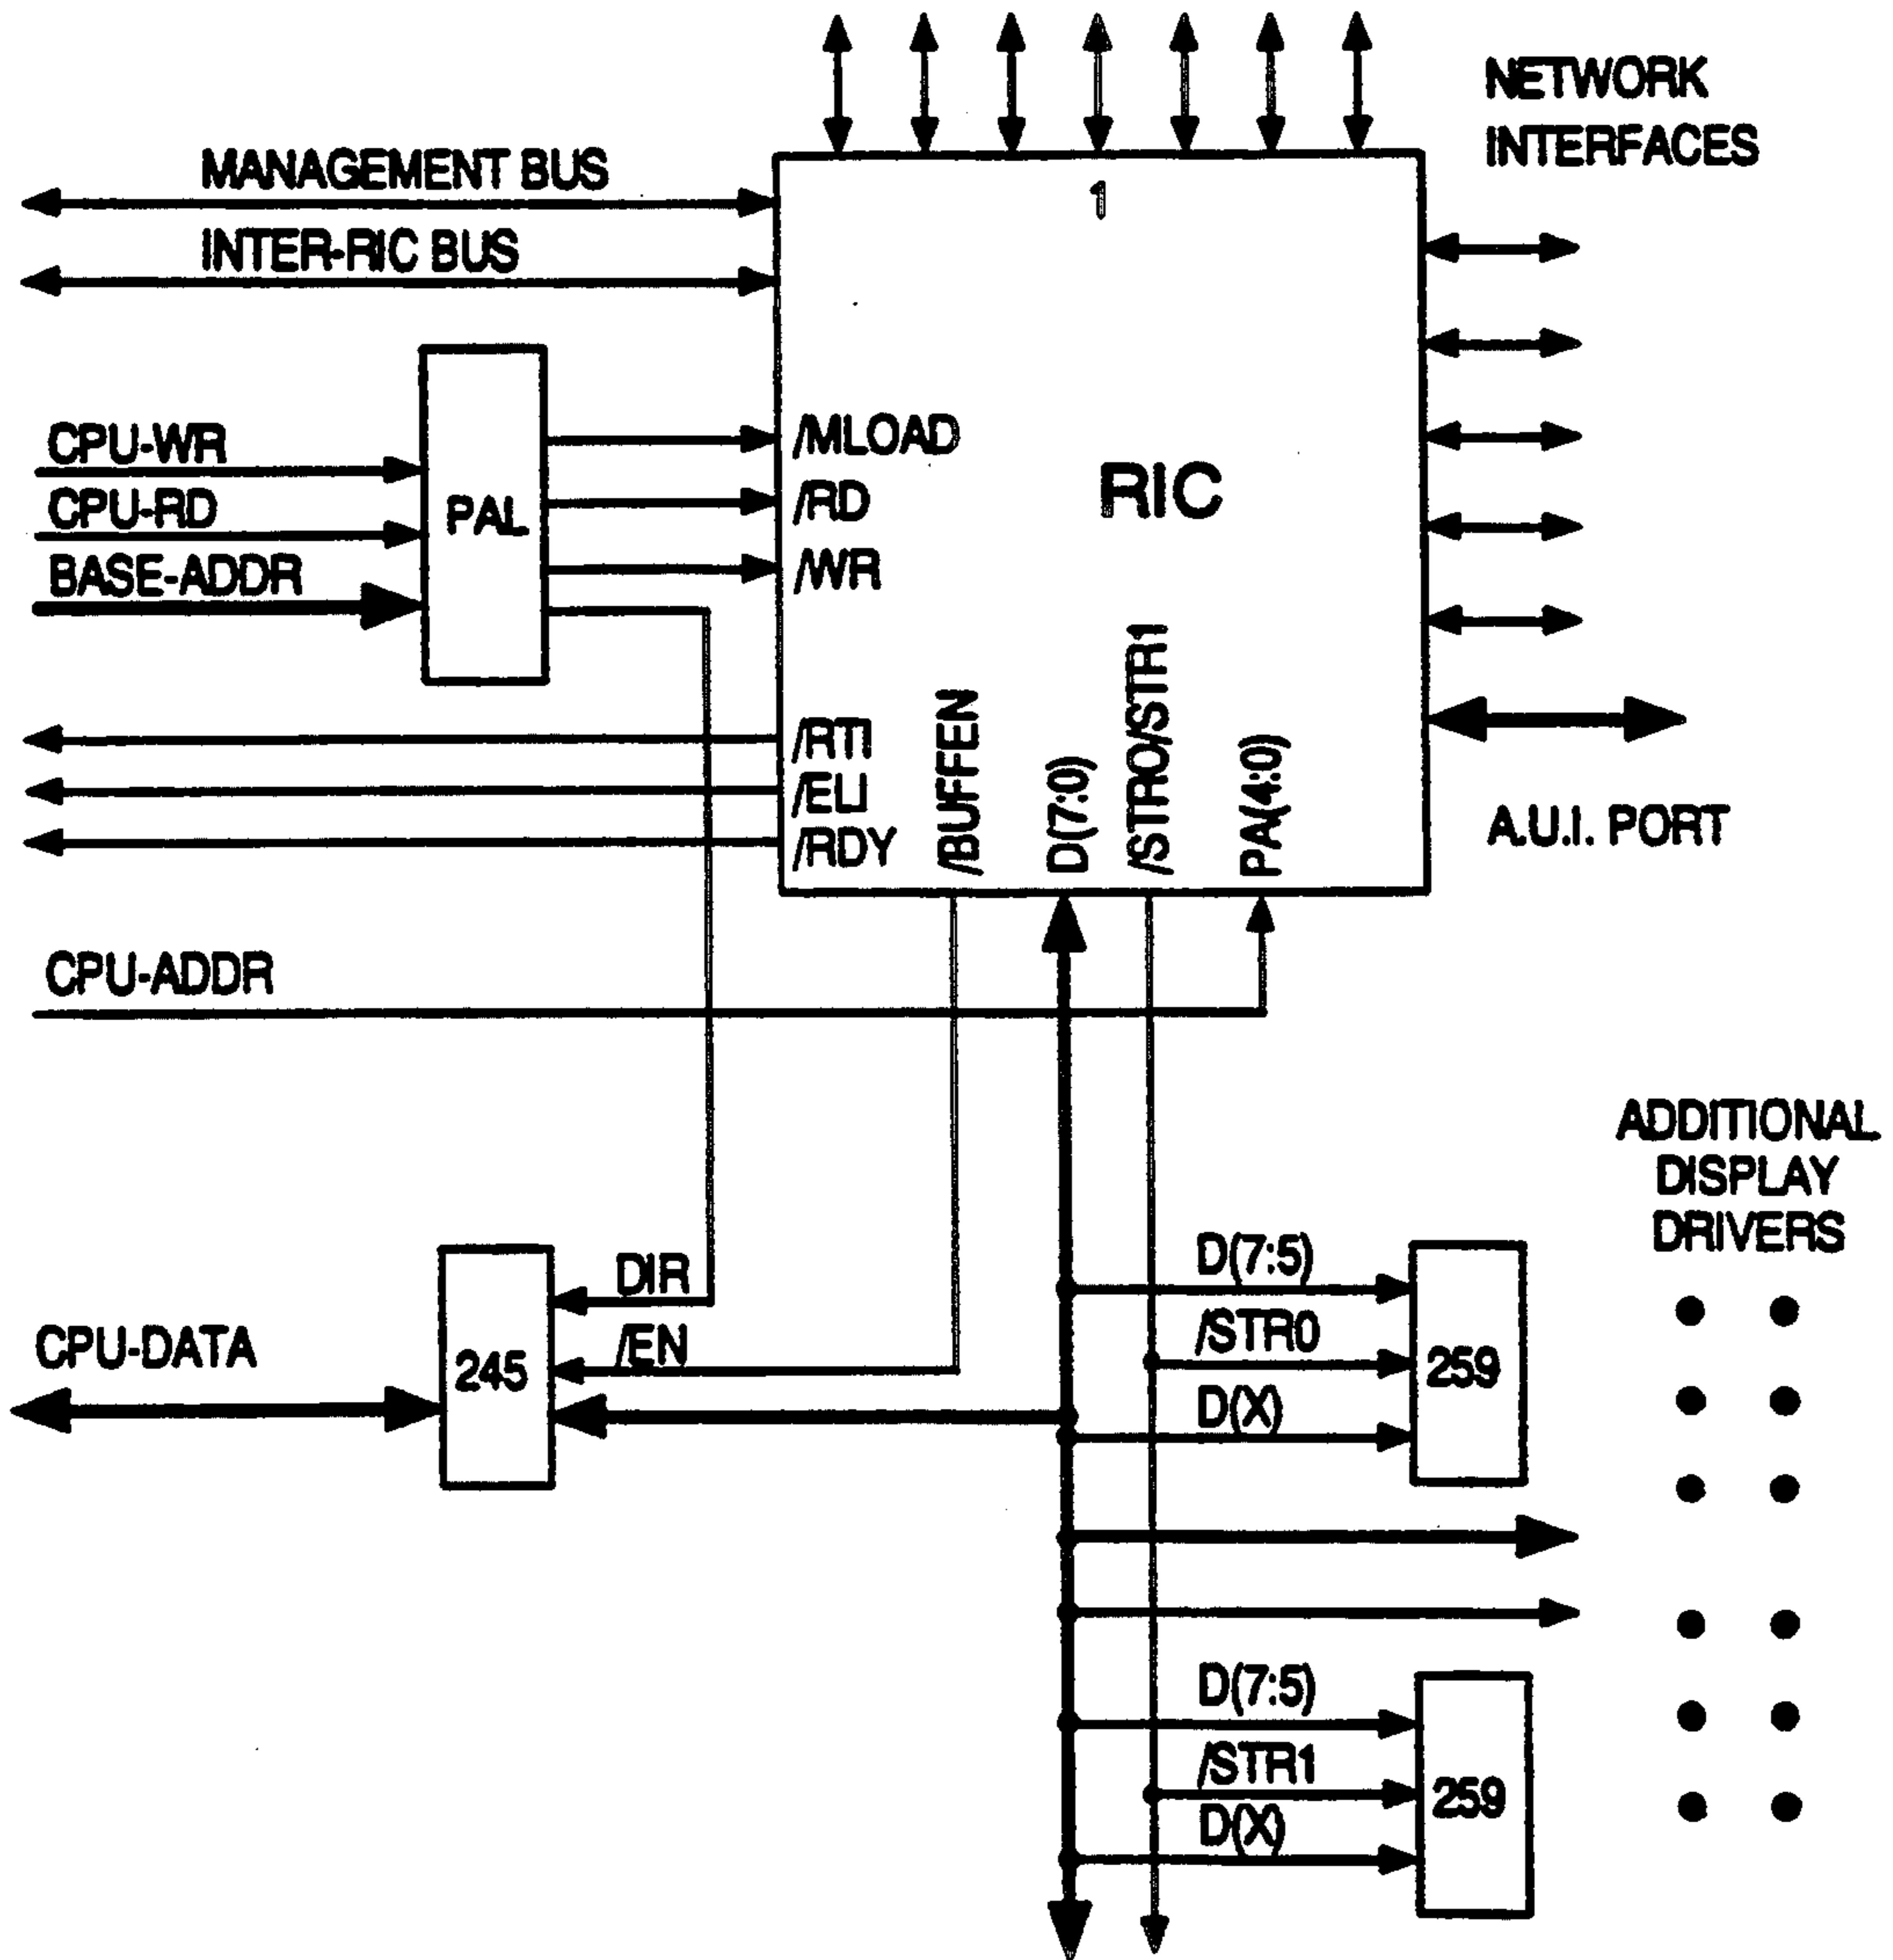 NETWORK
INTERFACES
MANAGEMENT BUS
1
INTER-RIC BUS
CPU-WR
/MLOAD
RIC
CPU-RD
PAL
/RD
BASE-ADDR
/WR
/RTI
/ELI
/RDY
/BUFFEN
D(7:0)
/STRO/STR1
PA(4:0)
A.U.I. PORT
CPU-ADDR
ADDITIONAL
DISPLAY
DRIVERS
DIR
D(7:5)
CPU-DATA
/EN
245
/STR0
259
D(X)
D(7:5)
/STR1
259
D(X)